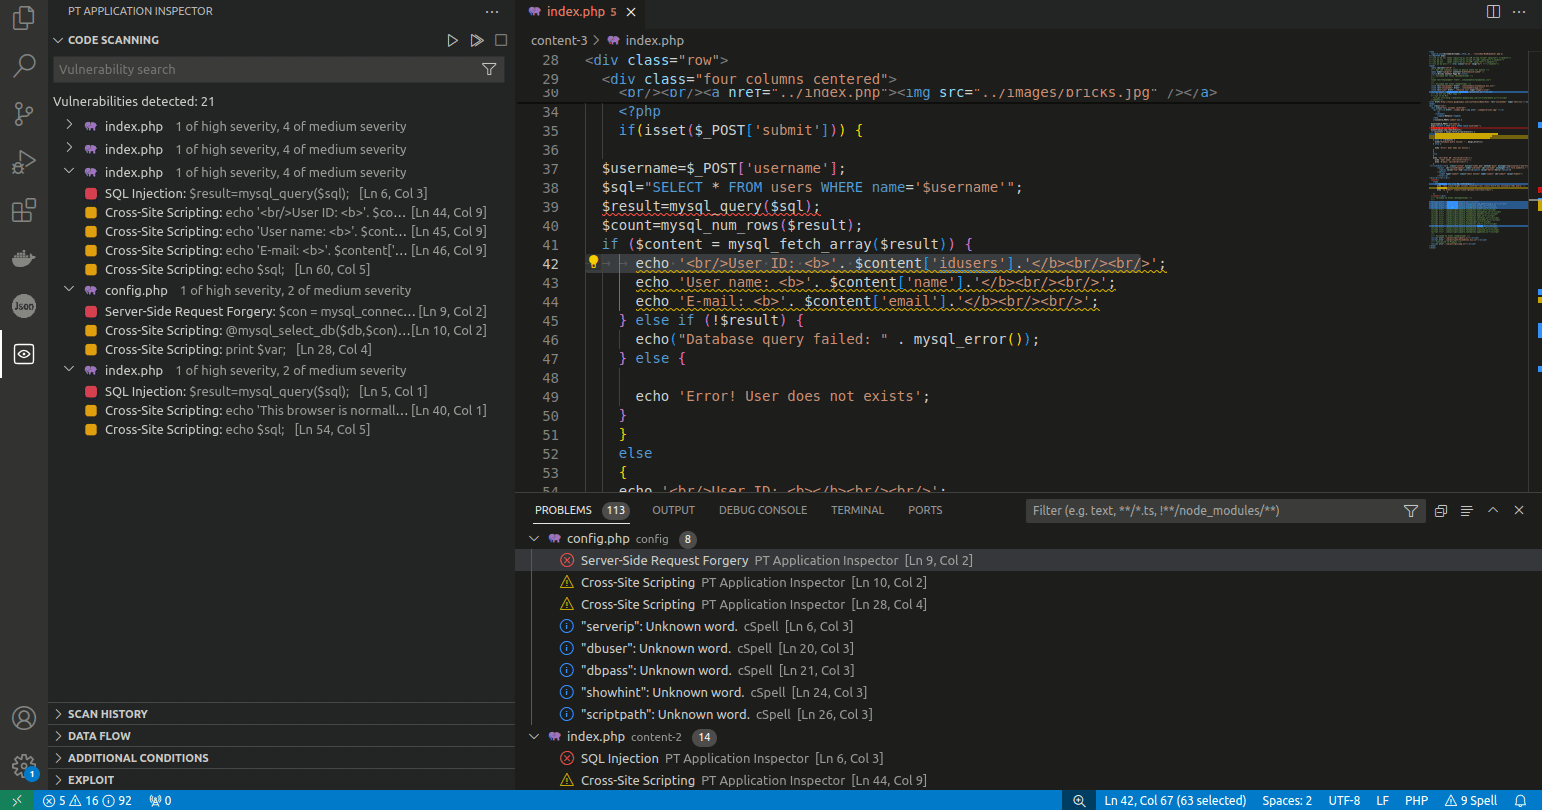 PT APPLICATION INSPECTOR
CODE SCANNING
Vulnerability search
Vulnerabilities detected: 21
index.php 1 of high severity, 4 of medium severity
index.php 1 of high severity, 4 of medium severity
index.php 1 of high severity, 4 of medium severity
SQL Injection: $result=mysql_query($sql); [Ln 6, Col 3]
Cross-Site Scripting: echo '<br/>User ID: <b>'. $co... [Ln 44, Col 9]
Cross-Site Scripting: echo 'User name: <b>'. $cont... [Ln 45, Col 9]
Cross-Site Scripting: echo 'E-mail: <b>'. $content['... [Ln 46, Col 9]
Cross-Site Scripting: echo $sql; [Ln 60, Col 5]
config.php 1 of high severity, 2 of medium severity
Server-Side Request Forgery: $con = mysql_connec... [Ln 9, Col 2]
Cross-Site Scripting: @mysql_select_db($db,$con)... [Ln 10, Col 2]
Cross-Site Scripting: print $var; [Ln 28, Col 4]
index.php 1 of high severity, 2 of medium severity
SQL Injection: $result=mysql_query($sql); [Ln 5, Col 1]
Cross-Site Scripting: echo 'This browser is normall... [Ln 40, Col 1]
Cross-Site Scripting: echo $sql; [Ln 54, Col 5]
SCAN HISTORY
DATA FLOW
ADDITIONAL CONDITIONS
EXPLOIT
Json
1
index.php 5
content-3 > index.php
28 <div class="row">
29 <div class="four columns centered">
30 <br/><br/><a href="../index.php"><img src="../images/bricks.jpg" /></a>
34 <?php
35 if(isset($_POST['submit'])) {
36
37 $username=$_POST['username'];
38 $sql="SELECT * FROM users WHERE name='$username'";
39 $result=mysql_query($sql);
40 $count=mysql_num_rows($result);
41 if ($content = mysql_fetch_array($result)) {
42 echo '<br/>User ID: <b>'. $content['idusers'].'</b><br/><br/>';
43 echo 'User name: <b>'. $content['name'].'</b><br/><br/>';
44 echo 'E-mail: <b>'. $content['email'].'</b><br/><br/>';
45 } else if (!$result) {
46 echo("Database query failed: " . mysql_error());
47 } else {
48
49 echo 'Error! User does not exists';
50 }
51 }
52 else
53 {
54 echo '<br/>User ID: <b></b><br/><br/>';
PROBLEMS 113 OUTPUT DEBUG CONSOLE TERMINAL PORTS
Filter (e.g. text, **/*.ts, !**/node_modules/**)
config.php config 8
Server-Side Request Forgery PT Application Inspector [Ln 9, Col 2]
Cross-Site Scripting PT Application Inspector [Ln 10, Col 2]
Cross-Site Scripting PT Application Inspector [Ln 28, Col 4]
"serverip": Unknown word. cSpell [Ln 6, Col 3]
"dbuser": Unknown word. cSpell [Ln 20, Col 3]
"dbpass": Unknown word. cSpell [Ln 21, Col 3]
"showhint": Unknown word. cSpell [Ln 24, Col 3]
"scriptpath": Unknown word. cSpell [Ln 26, Col 3]
index.php content-2 14
SQL Injection PT Application Inspector [Ln 6, Col 3]
Cross-Site Scripting PT Application Inspector [Ln 44, Col 9]
5 16 92 0
Ln 42, Col 67 (63 selected) Spaces: 2 UTF-8 LF PHP 9 Spell